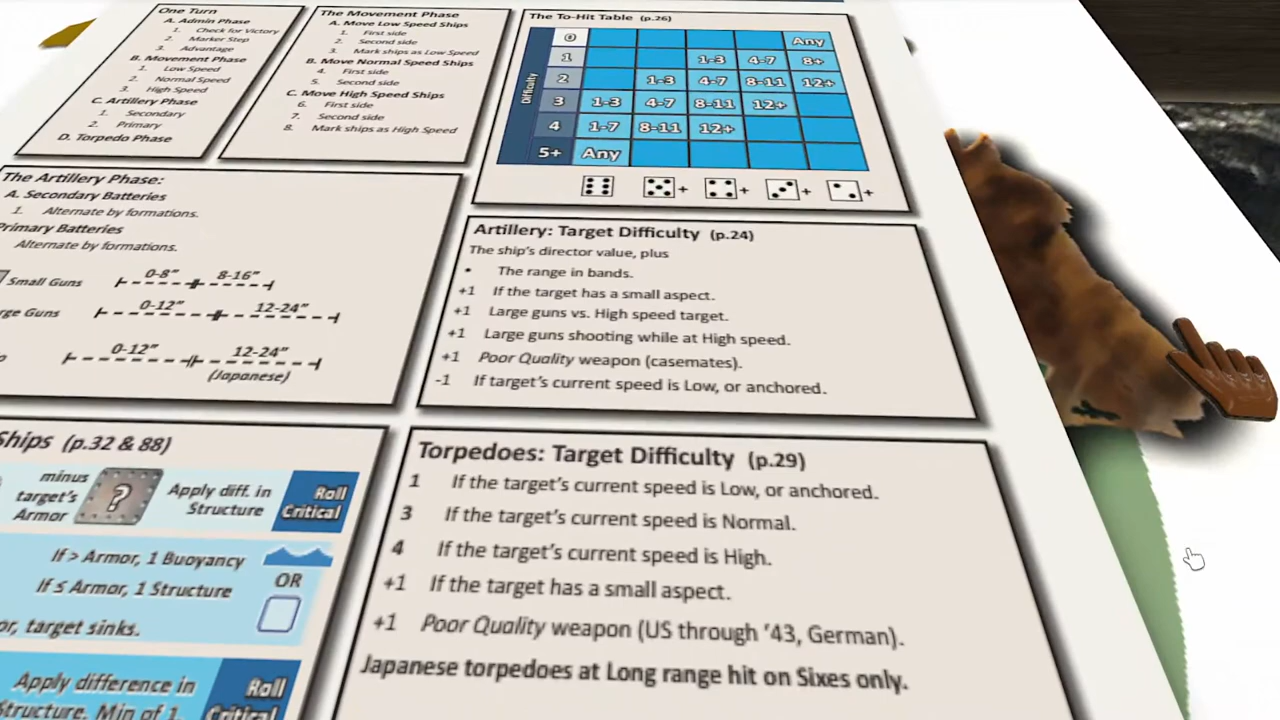 One Turn
A. Admin Phase
1. Check for Victory
2. Marker Step
3. Advantage
B. Movement Phase
1. Low Speed
2. Normal Speed
3. High Speed
C. Artillery Phase
1. Secondary
2. Primary
D. Torpedo Phase
The Movement Phase
A. Move Low Speed Ships
1. First side
2. Second side
3. Mark ships as Low Speed
B. Move Normal Speed Ships
4. First side
5. Second side
C. Move High Speed Ships
6. First side
7. Second side
8. Mark ships as High Speed
The To-Hit Table (p.26)
Difficulty
0 Any
1 1-3 4-7 8+
2 1-3 4-7 8-11 12+
3 1-3 4-7 8-11 12+
4 1-7 8-11 12+
5+ Any
+ + + +
The Artillery Phase:
A. Secondary Batteries
1. Alternate by formations.
Primary Batteries
Alternate by formations.
Small Guns 0-8" 8-16"
rge Guns 0-12" 12-24"
o 0-12" 12-24"
(Japanese)
Artillery: Target Difficulty (p.24)
The ship's director value, plus
• The range in bands.
+1 If the target has a small aspect.
+1 Large guns vs. High speed target.
+1 Large guns shooting while at High speed.
+1 Poor Quality weapon (casemates).
-1 If target's current speed is Low, or anchored.
Ships (p.32 & 88)
minus
target's
Armor
?
Apply diff. in
Structure
Roll
Critical
If > Armor, 1 Buoyancy
OR
If ≤ Armor, 1 Structure
or, target sinks.
Apply difference in
Structure. Min of 1.
Roll
Critical
Torpedoes: Target Difficulty (p.29)
1 If the target's current speed is Low, or anchored.
3 If the target's current speed is Normal.
4 If the target's current speed is High.
+1 If the target has a small aspect.
+1 Poor Quality weapon (US through '43, German).
Japanese torpedoes at Long range hit on Sixes only.